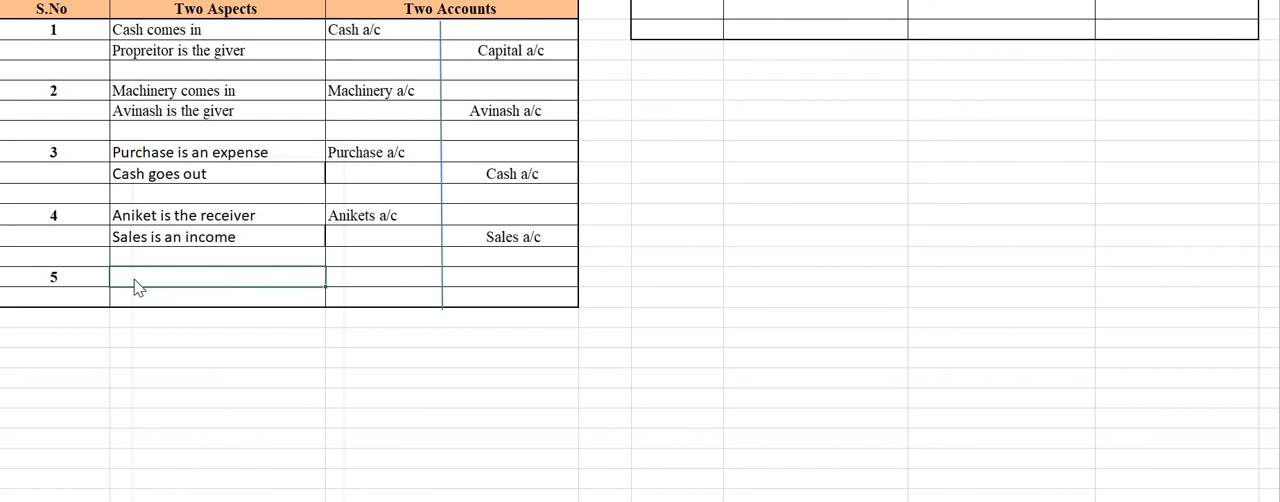 S.No Two Aspects Two Accounts
1 Cash comes in Cash a/c
Propreitor is the giver Capital a/c
2 Machinery comes in Machinery a/c
Avinash is the giver Avinash a/c
3 Purchase is an expense Purchase a/c
Cash goes out Cash a/c
4 Aniket is the receiver Anikets a/c
Sales is an income Sales a/c
5